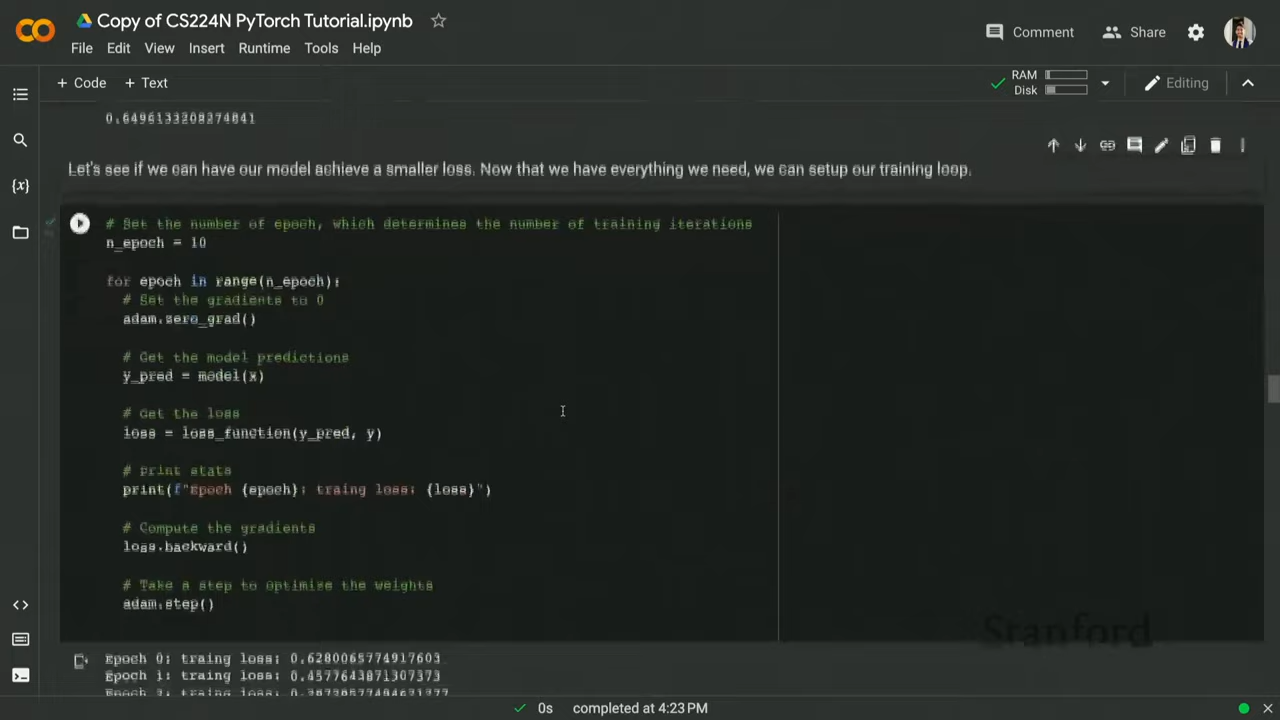 Copy of CS224N PyTorch Tutorial.ipynb
File Edit View Insert Runtime Tools Help
Comment
Share
+ Code + Text
RAM
Disk
Editing
0.6496133208274841
Let's see if we can have our model achieve a smaller loss. Now that we have everything we need, we can setup our training loop.
# Set the number of epoch, which determines the number of training iterations
n_epoch = 10
for epoch in range(n_epoch):
# Set the gradients to 0
adam.zero_grad()
# Get the model predictions
y_pred = model(x)
# Get the loss
loss = loss_function(y_pred, y)
# Print stats
print(f"Epoch {epoch}: traing loss: {loss}")
# Compute the gradients
loss.backward()
# Take a step to optimize the weights
adam.step()
Stanford
Epoch 0: traing loss: 0.6280065774917603
Epoch 1: traing loss: 0.4577643871307373
traing loss:
0s completed at 4:23 PM